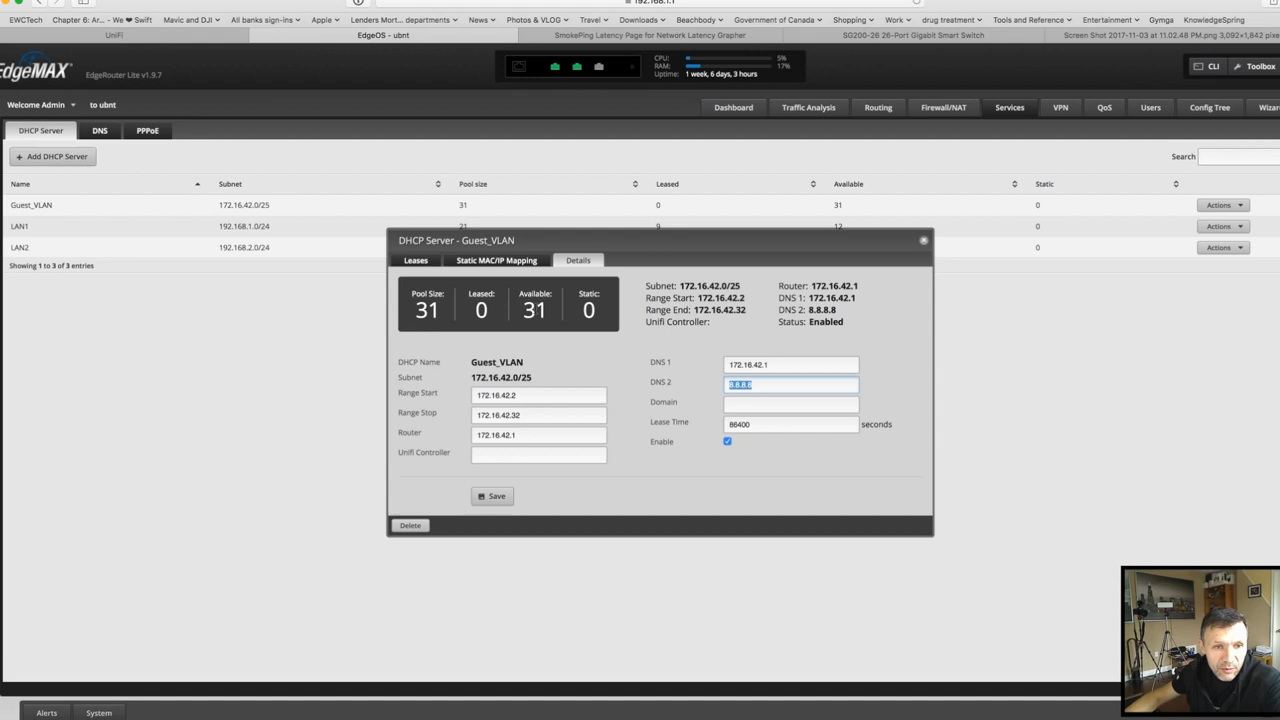 192.168.1.1
EWCTech Chapter 6: Ar... - We ❤ Swift Mavic and DJI All banks sign-ins Apple Lenders Mort... departments News Photos & VLOG Travel Downloads Beachbody Government of Canada Shopping Work drug treatment Tools and Reference Entertainment Gymga KnowledgeSpring
UniFi EdgeOS - ubnt SmokePing Latency Page for Network Latency Grapher SG200-26 26-Port Gigabit Smart Switch Screen Shot 2017-11-03 at 11.02.48 PM.png 3,092×1,842 pixel
EdgeMAX EdgeRouter Lite v1.9.7
CPU: 5%
RAM: 17%
Uptime: 1 week, 6 days, 3 hours
CLI Toolbox
Welcome Admin to ubnt
Dashboard Traffic Analysis Routing Firewall/NAT Services VPN QoS Users Config Tree Wizar
DHCP Server DNS PPPoE
+ Add DHCP Server Search
Name Subnet Pool size Leased Available Static
Guest_VLAN 172.16.42.0/25 31 0 31 0 Actions
LAN1 192.168.1.0/24 21 9 12 0 Actions
LAN2 192.168.2.0/24 0 Actions
Showing 1 to 3 of 3 entries
DHCP Server - Guest_VLAN
Leases Static MAC/IP Mapping Details
Pool Size: Leased: Available: Static:
31 0 31 0
Subnet: 172.16.42.0/25 Router: 172.16.42.1
Range Start: 172.16.42.2 DNS 1: 172.16.42.1
Range End: 172.16.42.32 DNS 2: 8.8.8.8
Unifi Controller: Status: Enabled
DHCP Name Guest_VLAN
Subnet 172.16.42.0/25
Range Start 172.16.42.2
Range Stop 172.16.42.32
Router 172.16.42.1
Unifi Controller
DNS 1 172.16.42.1
DNS 2 8.8.8.8
Domain
Lease Time 86400 seconds
Enable
Save
Delete
Alerts System